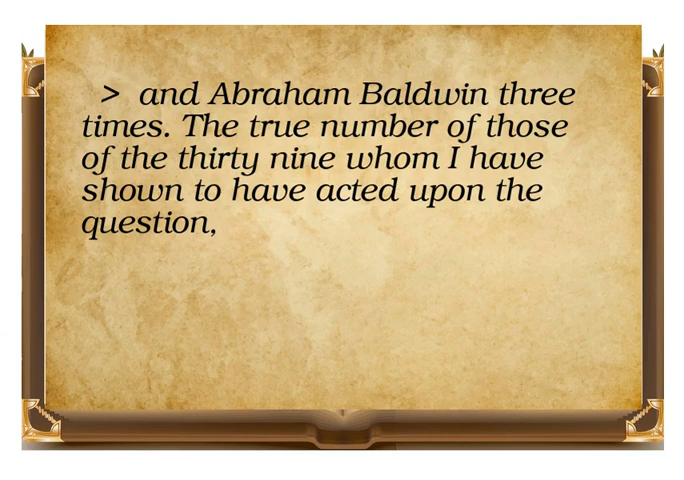 > and Abraham Baldwin three
times. The true number of those
of the thirty nine whom I have
shown to have acted upon the
question,